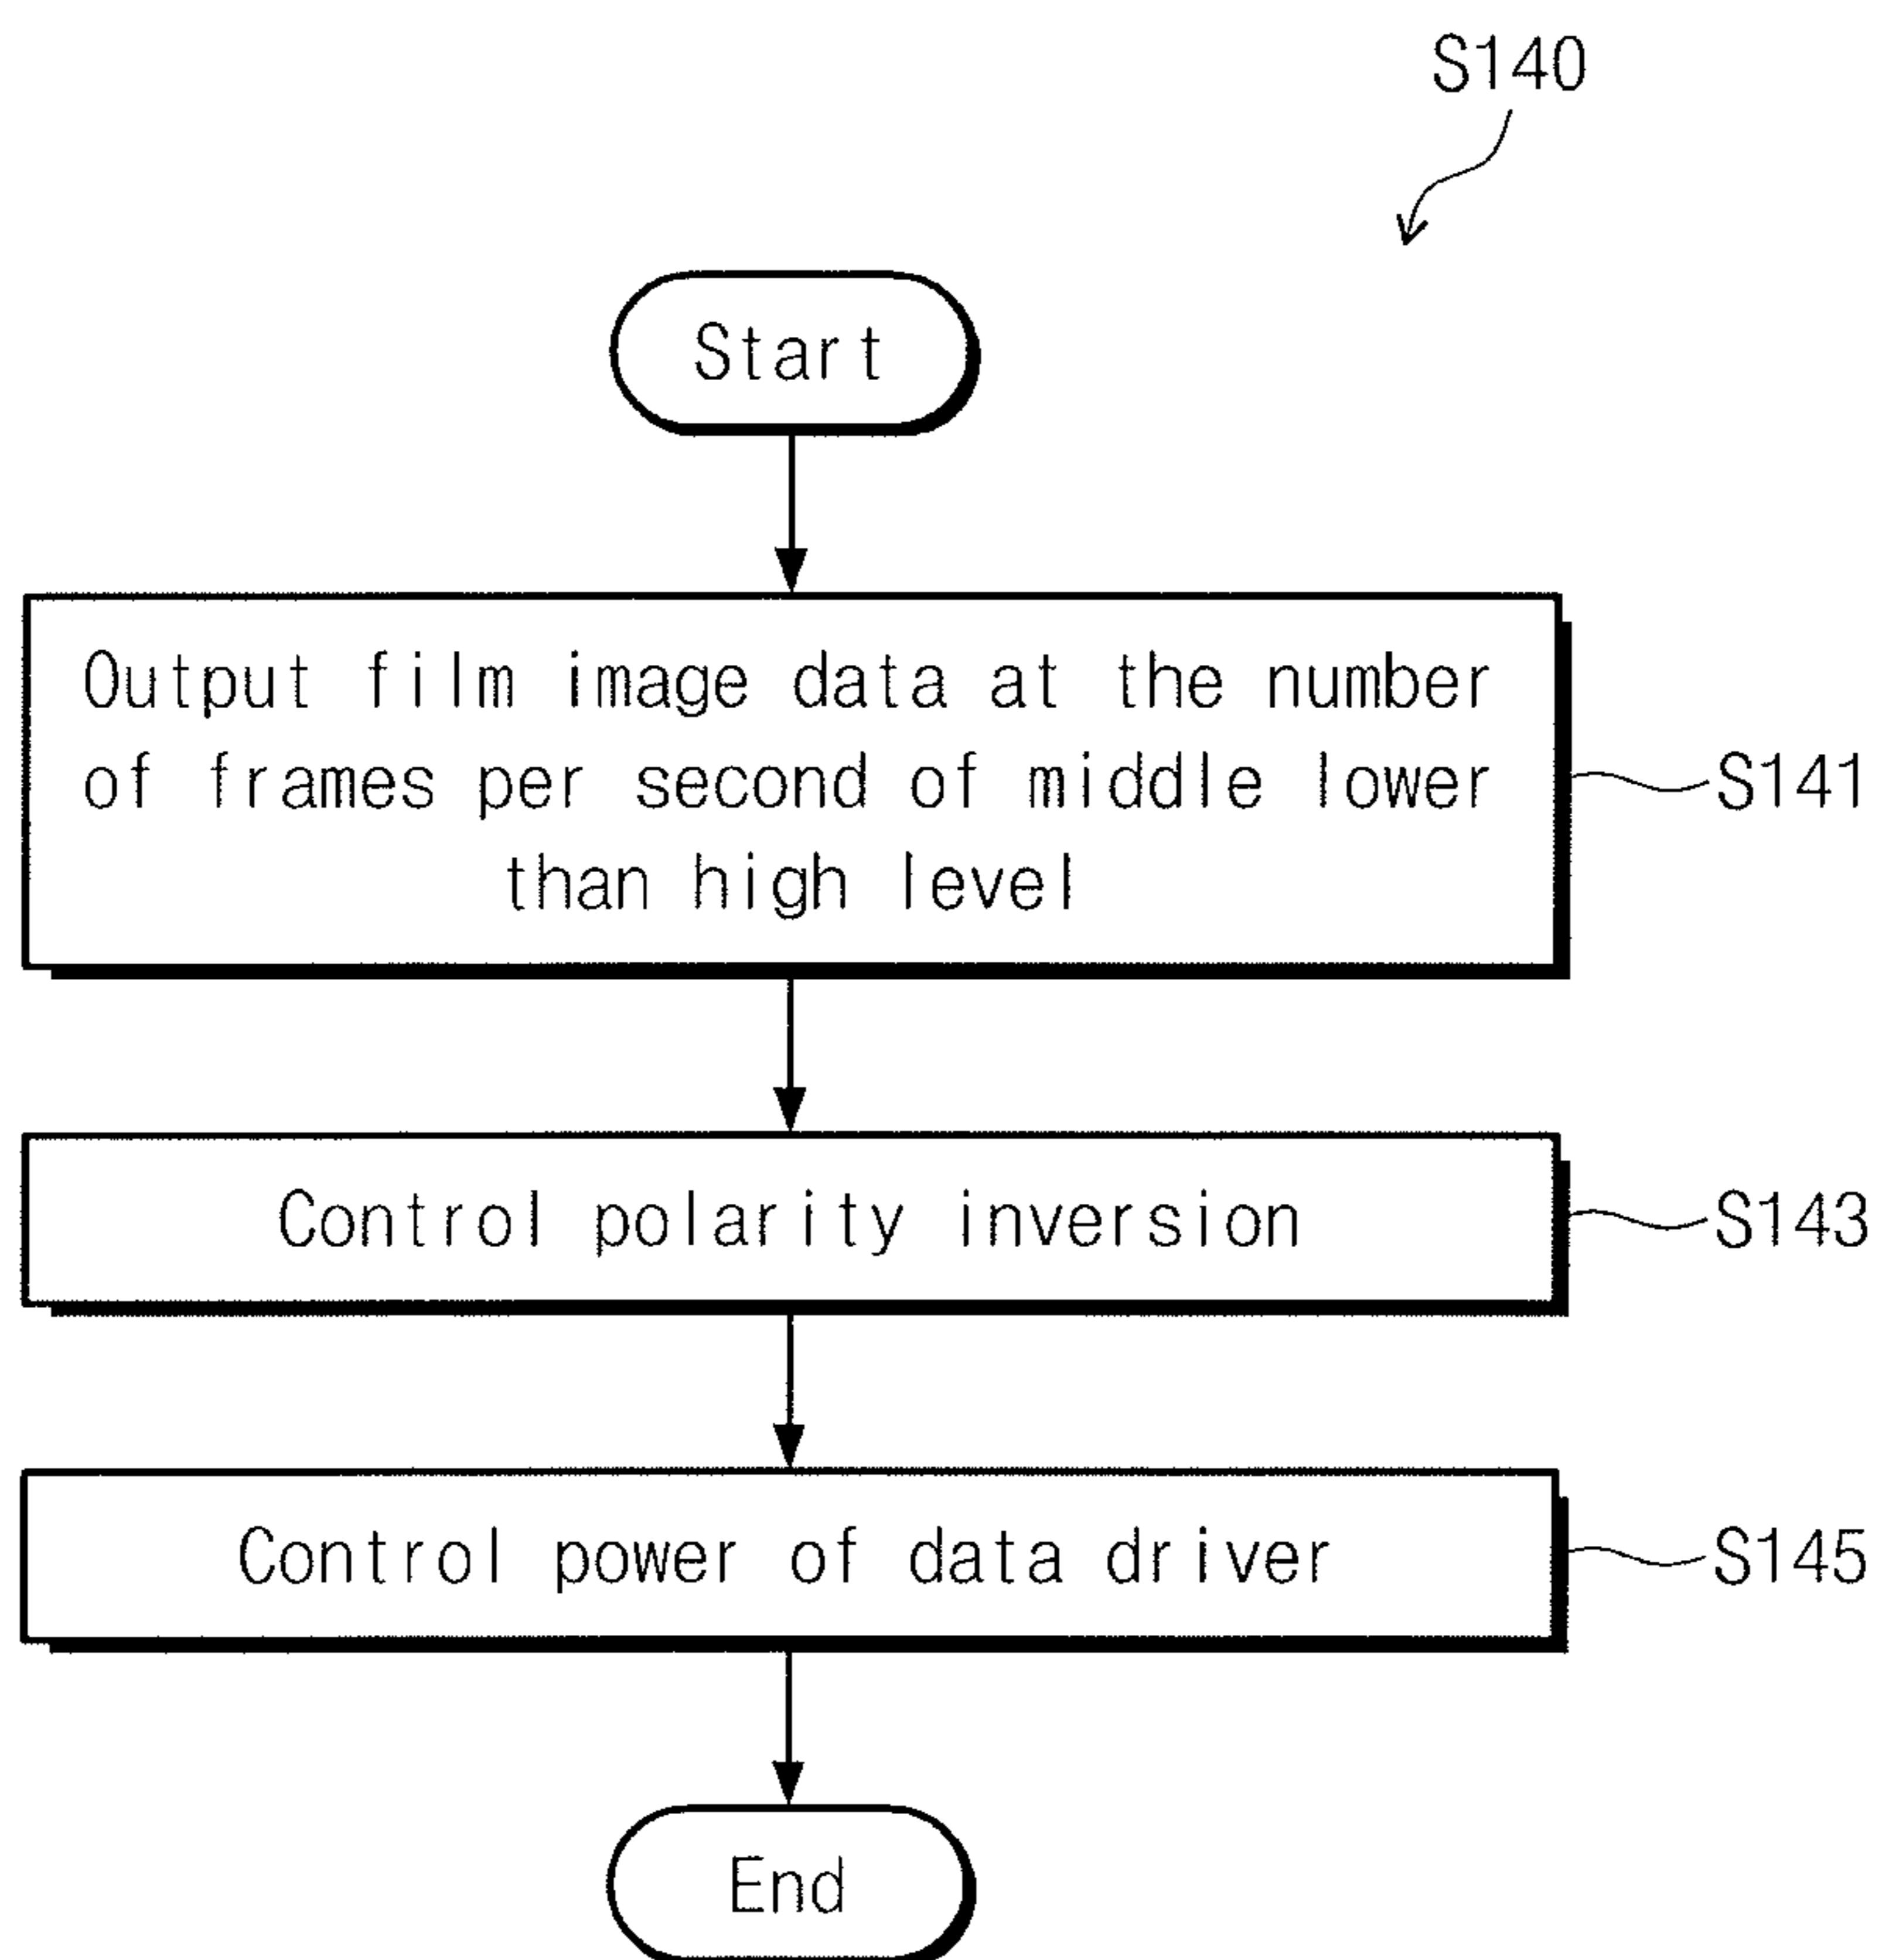 S140
Start
Output film image data at the number
of frames per second of middle lower
than high level
S141
Control polarity inversion
S143
Control power of data driver
S145
End